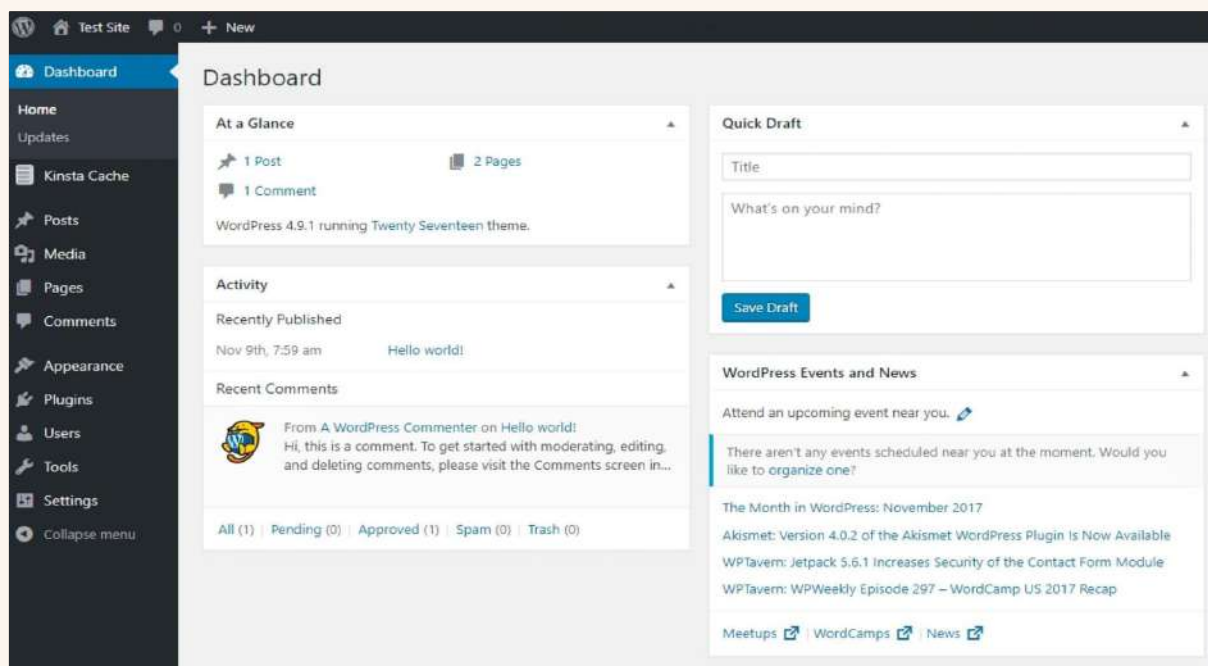 Test Site 0 + New
Dashboard
Home
Updates
Kinsta Cache
Posts
Media
Pages
Comments
Appearance
Plugins
Users
Tools
Settings
Collapse menu
Dashboard
At a Glance
1 Post 2 Pages
1 Comment
WordPress 4.9.1 running Twenty Seventeen theme.
Activity
Recently Published
Nov 9th, 7:59 am Hello world!
Recent Comments
From A WordPress Commenter on Hello world!
Hi, this is a comment. To get started with moderating, editing,
and deleting comments, please visit the Comments screen in...
All (1) | Pending (0) | Approved (1) | Spam (0) | Trash (0)
Quick Draft
Title
What's on your mind?
Save Draft
WordPress Events and News
Attend an upcoming event near you.
There aren't any events scheduled near you at the moment. Would you
like to organize one?
The Month in WordPress: November 2017
Akismet: Version 4.0.2 of the Akismet WordPress Plugin Is Now Available
WPTavern: Jetpack 5.6.1 Increases Security of the Contact Form Module
WPTavern: WPWeekly Episode 297 – WordCamp US 2017 Recap
Meetups | WordCamps | News